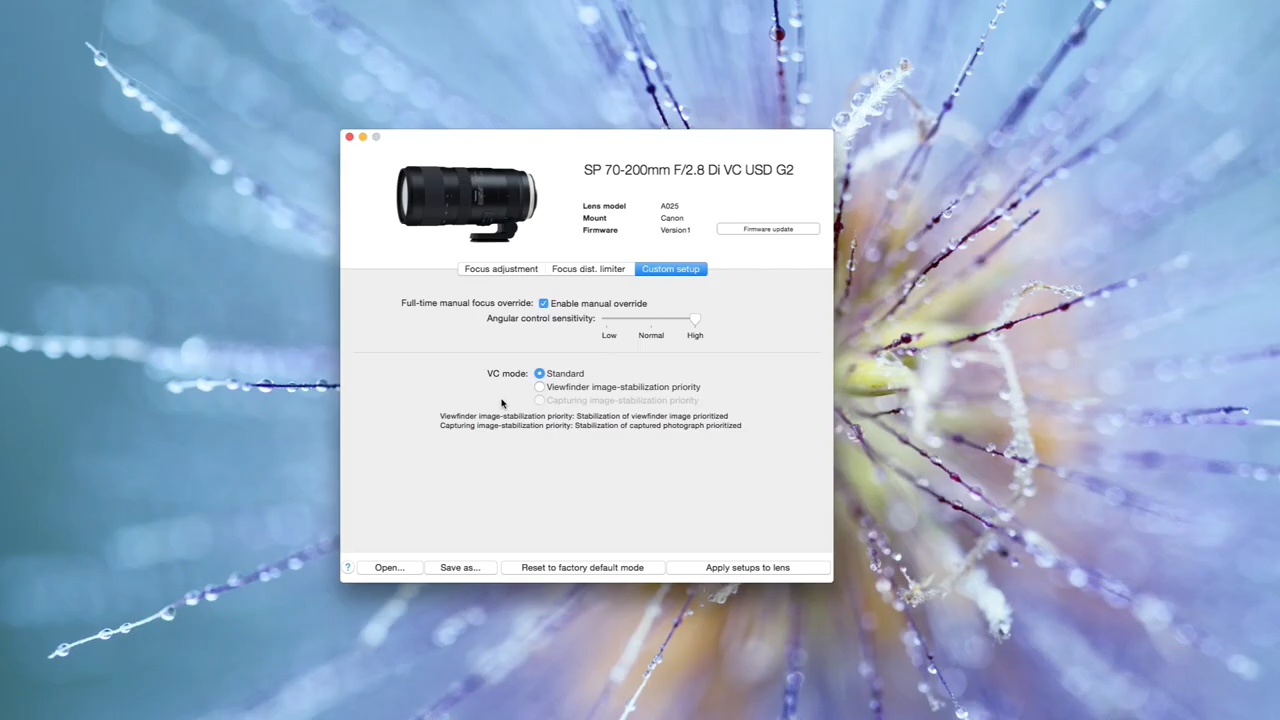 SP 70-200mm F/2.8 Di VC USD G2
Lens model A025
Mount Canon
Firmware Version1 Firmware update
Focus adjustment Focus dist. limiter Custom setup
Full-time manual focus override: Enable manual override
Angular control sensitivity:
Low Normal High
VC mode: Standard
Viewfinder image-stabilization priority
Capturing image-stabilization priority
Viewfinder image-stabilization priority: Stabilization of viewfinder image prioritized
Capturing image-stabilization priority: Stabilization of captured photograph prioritized
? Open... Save as... Reset to factory default mode Apply setups to lens